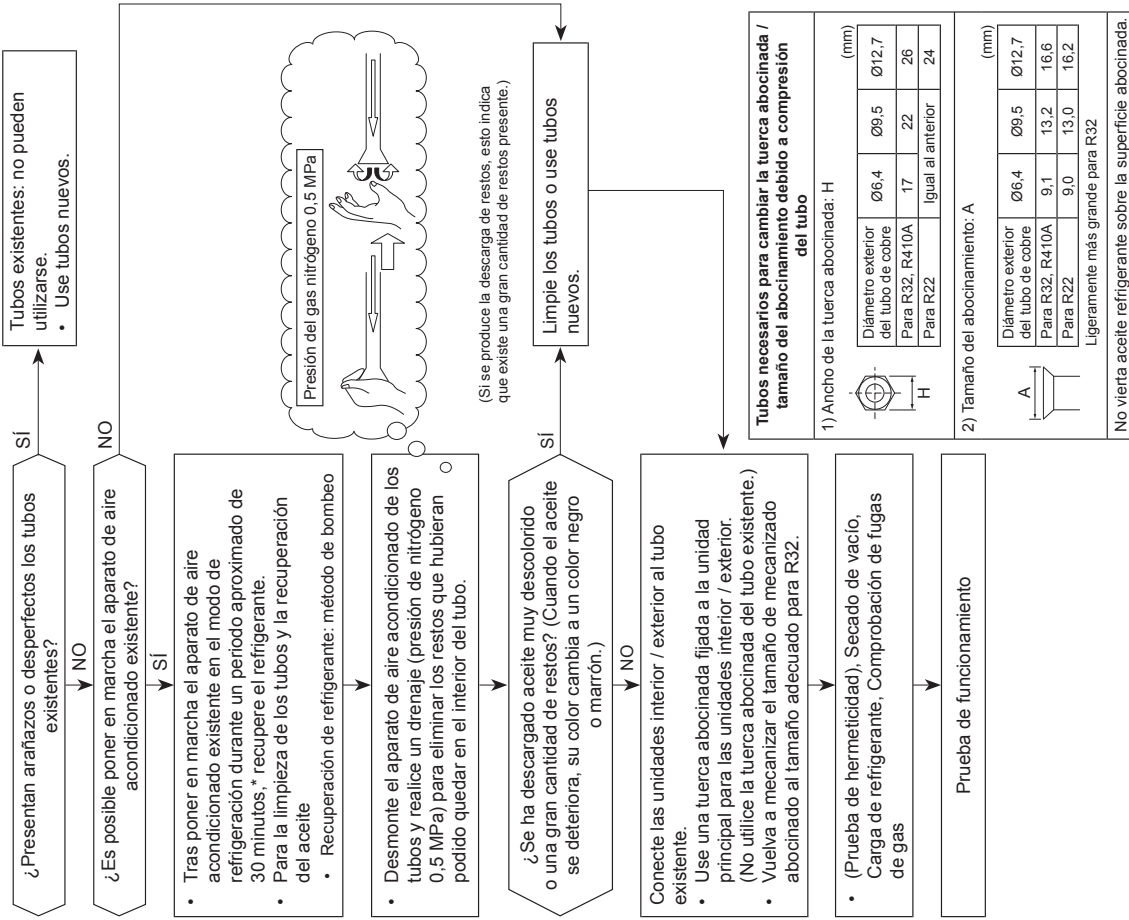 ¿Presentan arañazos o desperfectos los tubos
existentes?
SÍ
Tubos existentes: no pueden
utilizarse.
• Use tubos nuevos.
NO
¿Es posible poner en marcha el aparato de aire
acondicionado existente?
NO
SÍ
• Tras poner en marcha el aparato de aire
acondicionado existente en el modo de
refrigeración durante un periodo aproximado de
30 minutos,* recupere el refrigerante.
• Para la limpieza de los tubos y la recuperación
del aceite
• Recuperación de refrigerante: método de bombeo
• Desmonte el aparato de aire acondicionado de los
tubos y realice un drenaje (presión de nitrógeno
0,5 MPa) para eliminar los restos que hubieran
podido quedar en el interior del tubo.
Presión del gas nitrógeno 0,5 MPa
(Si se produce la descarga de restos, esto indica
que existe una gran cantidad de restos presente.)
¿Se ha descargado aceite muy descolorido
o una gran cantidad de restos? (Cuando el aceite
se deteriora, su color cambia a un color negro
o marrón.)
SÍ
Limpie los tubos o use tubos
nuevos.
NO
Conecte las unidades interior / exterior al tubo
existente.
• Use una tuerca abocinada fijada a la unidad
principal para las unidades interior / exterior.
(No utilice la tuerca abocinada del tubo existente.)
• Vuelva a mecanizar el tamaño de mecanizado
abocinado al tamaño adecuado para R32.
• (Prueba de hermeticidad), Secado de vacío,
Carga de refrigerante, Comprobación de fugas
de gas
Prueba de funcionamiento
Tubos necesarios para cambiar la tuerca abocinada /
tamaño del abocinamiento debido a compresión
del tubo
1) Ancho de la tuerca abocinada: H
(mm)
H
Diámetro exterior
del tubo de cobre Ø6,4 Ø9,5 Ø12,7
Para R32, R410A 17 22 26
Para R22 Igual al anterior 24
2) Tamaño del abocinamiento: A
(mm)
A
Diámetro exterior
del tubo de cobre Ø6,4 Ø9,5 Ø12,7
Para R32, R410A 9,1 13,2 16,6
Para R22 9,0 13,0 16,2
Ligeramente más grande para R32
No vierta aceite refrigerante sobre la superficie abocinada.